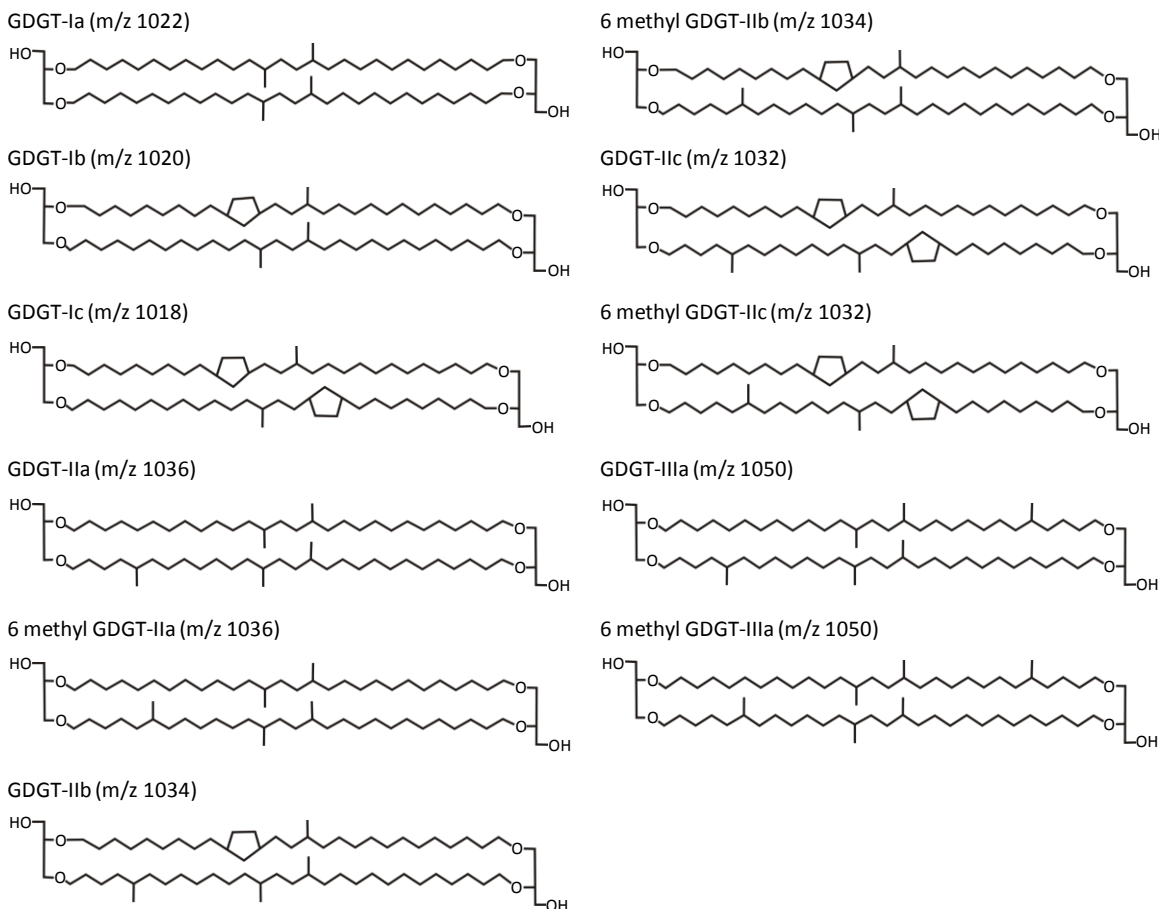 GDGT-Ia (m/z 1022)
HO
O
O
O
O
OH
GDGT-Ib (m/z 1020)
HO
O
O
O
O
OH
GDGT-Ic (m/z 1018)
HO
O
O
O
O
OH
GDGT-IIa (m/z 1036)
HO
O
O
O
O
OH
6 methyl GDGT-IIa (m/z 1036)
HO
O
O
O
O
OH
GDGT-IIb (m/z 1034)
HO
O
O
O
O
OH
6 methyl GDGT-IIb (m/z 1034)
HO
O
O
O
O
OH
GDGT-IIc (m/z 1032)
HO
O
O
O
O
OH
6 methyl GDGT-IIc (m/z 1032)
HO
O
O
O
O
OH
GDGT-IIIa (m/z 1050)
HO
O
O
O
O
OH
6 methyl GDGT-IIIa (m/z 1050)
HO
O
O
O
O
OH